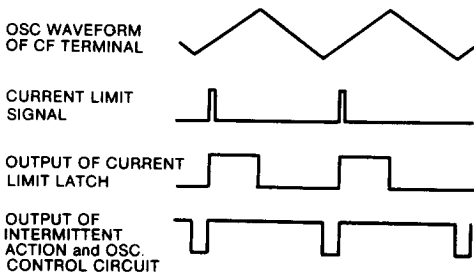 OSC WAVEFORM
OF CF TERMINAL
CURRENT LIMIT
SIGNAL
OUTPUT OF CURRENT
LIMIT LATCH
OUTPUT OF
INTERMITTENT
ACTION and OSC.
CONTROL CIRCUIT